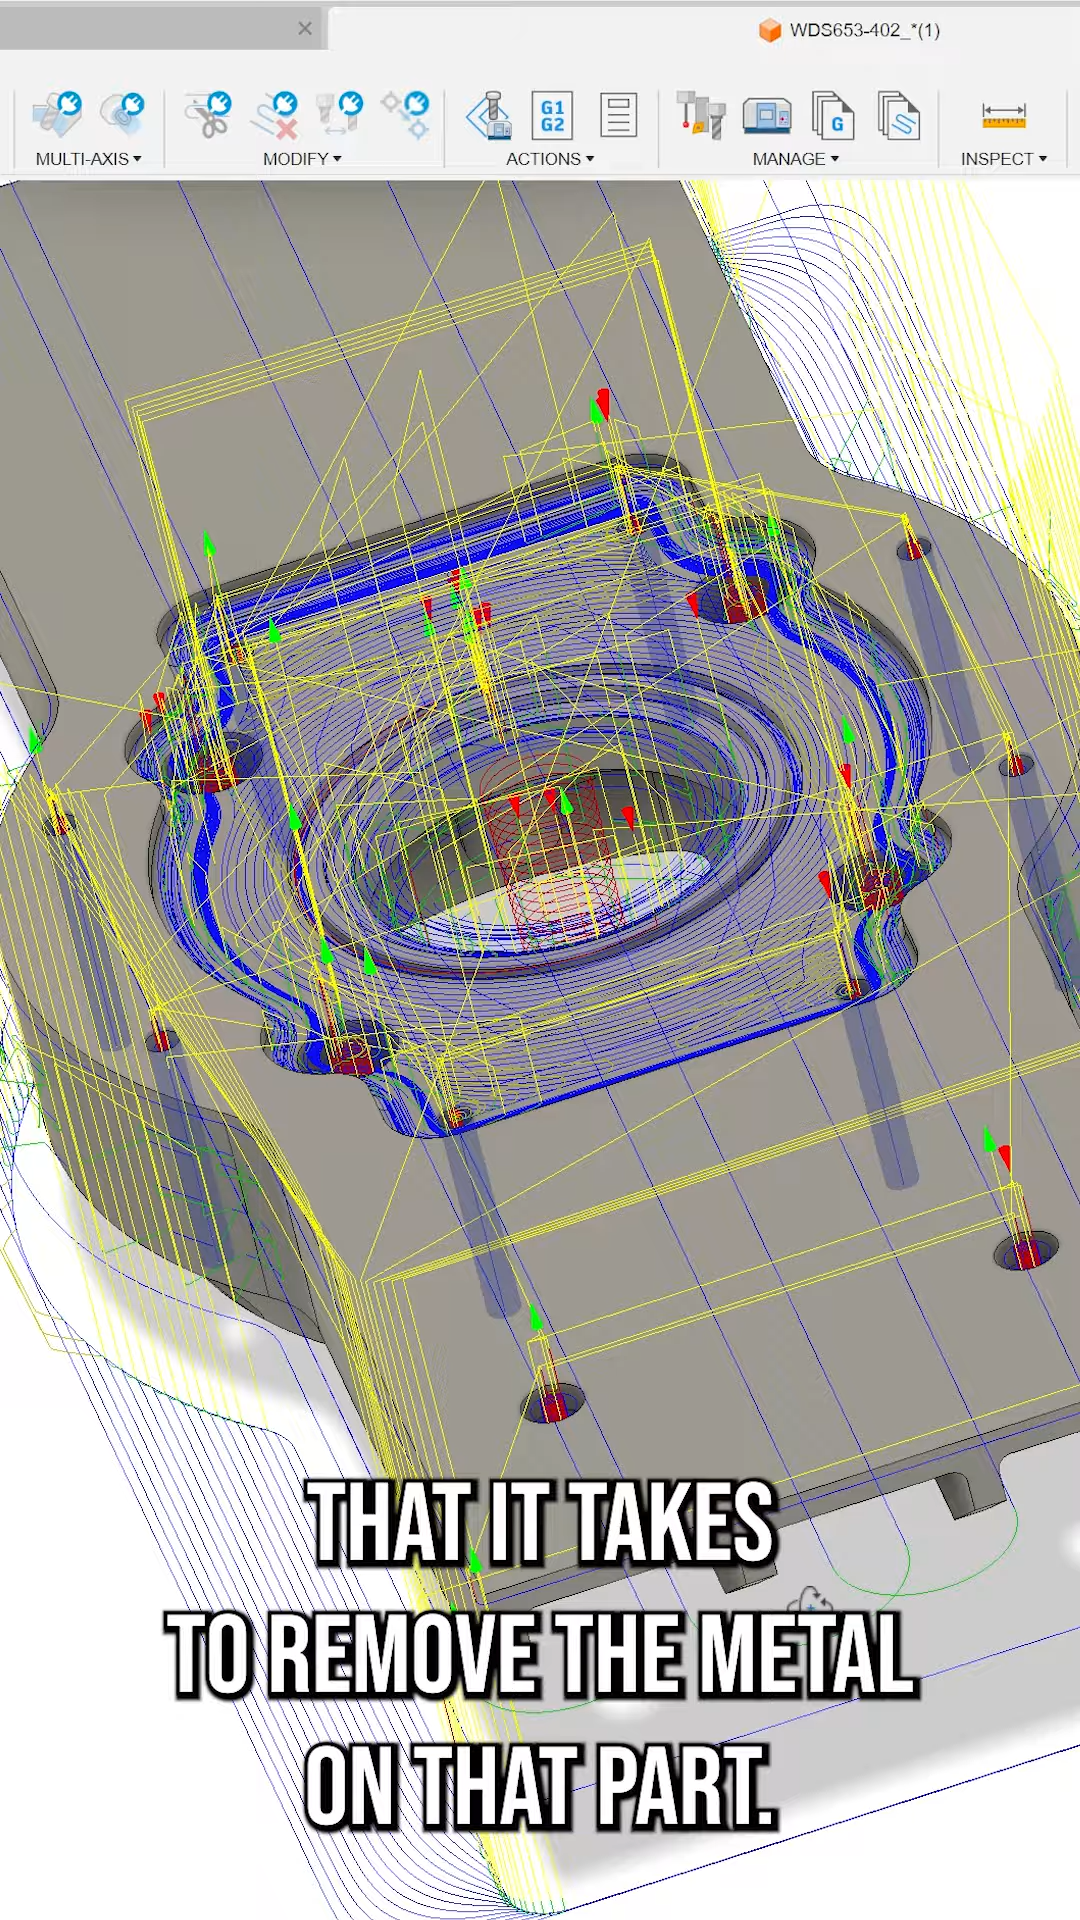 WDS653-402_*(1)
G1
G2
G
MULTI-AXIS
MODIFY
ACTIONS
MANAGE
INSPECT
THAT IT TAKES
TO REMOVE THE METAL
ON THAT PART.